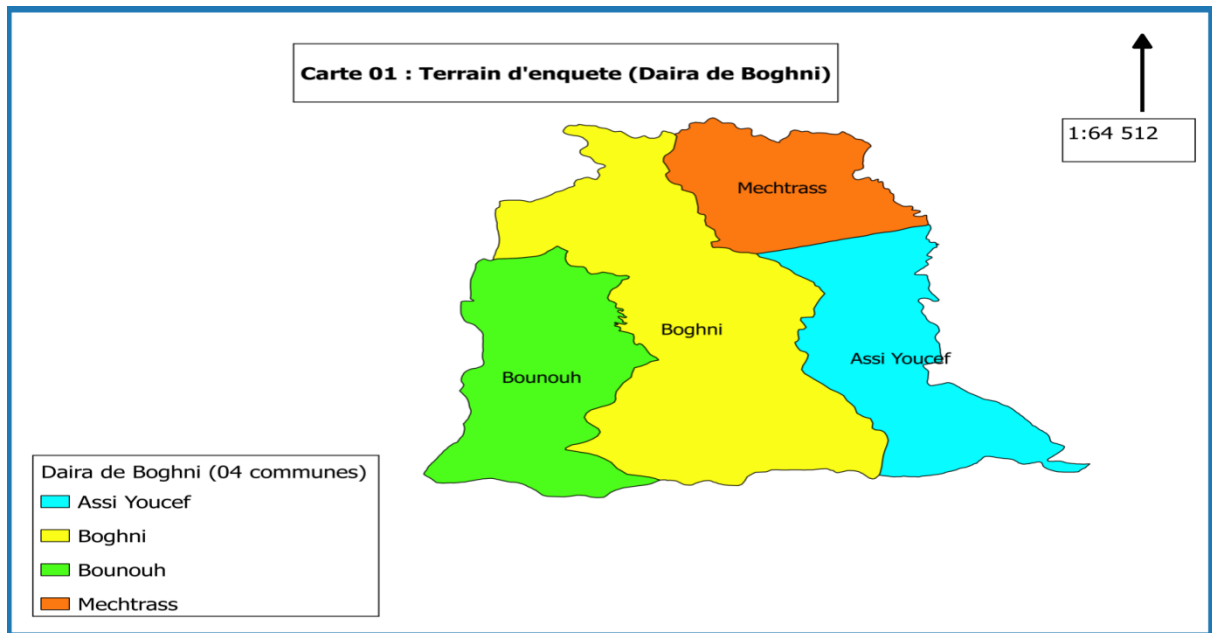 Carte 01 : Terrain d'enquete (Daira de Boghni)
1:64 512
Mechtrass
Boghni
Assi Youcef
Bounouh
Daira de Boghni (04 communes)
Assi Youcef
Boghni
Bounouh
Mechtrass